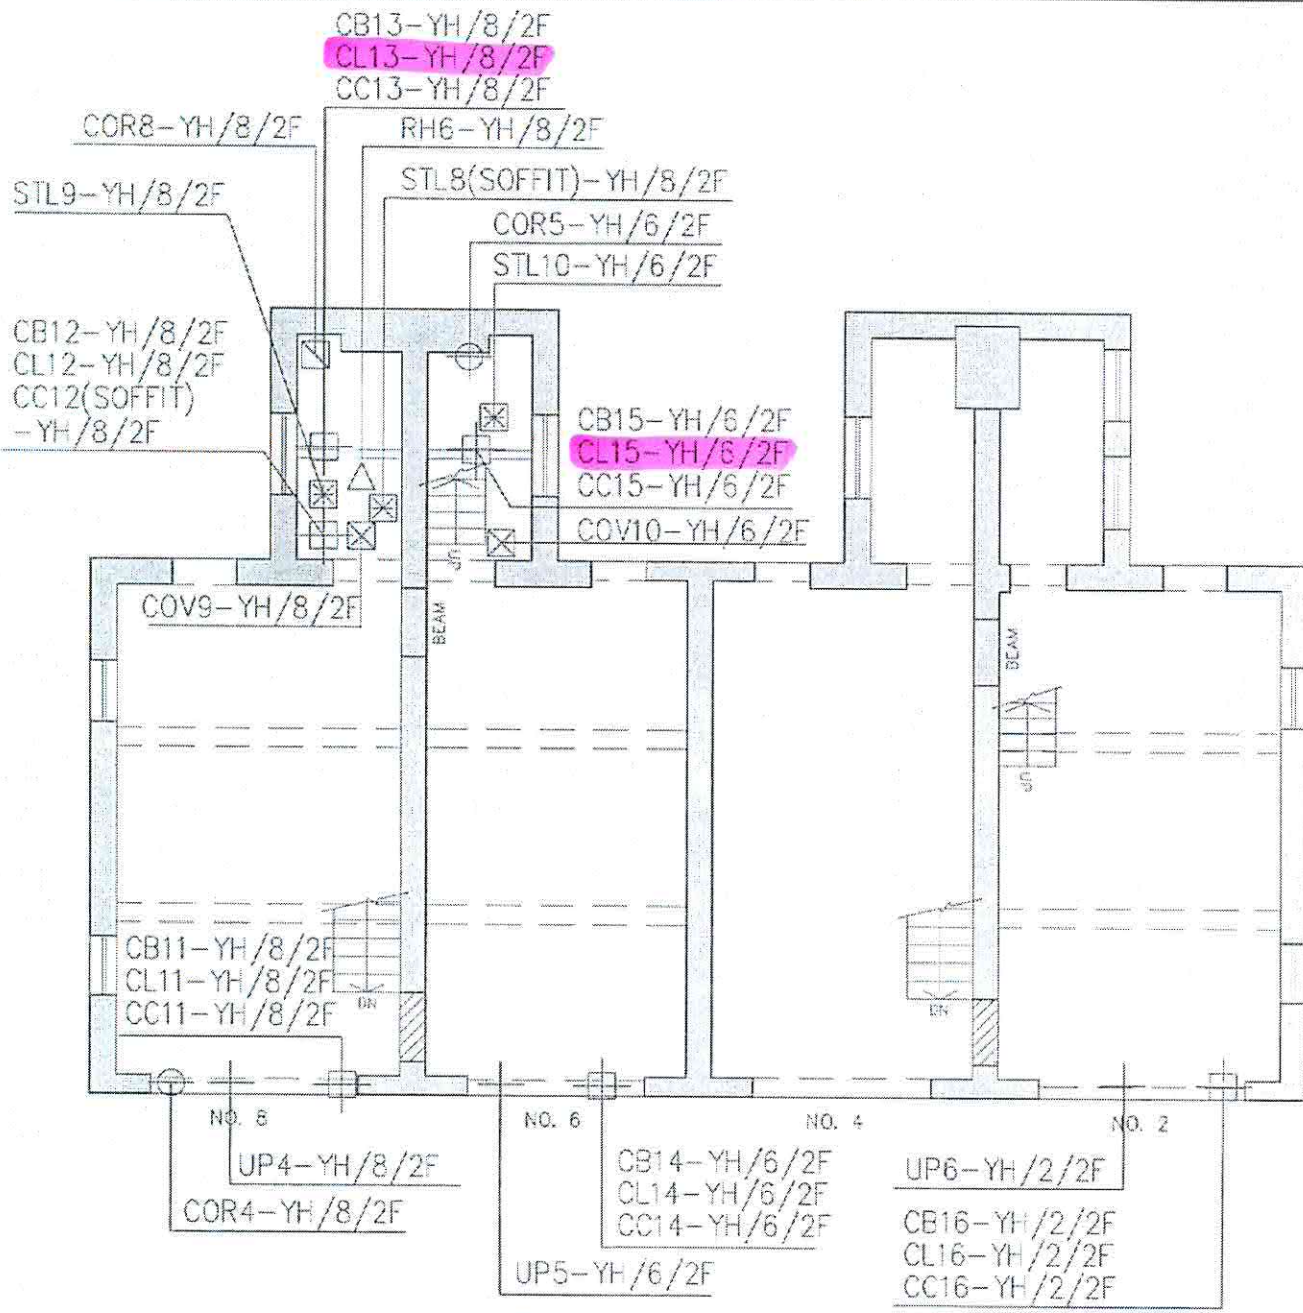 CB13-YH/8/2F
CL13-YH/8/2F
CC13-YH/8/2F
COR8-YH/8/2F
RH6-YH/8/2F
STL9-YH/8/2F
STL8(SOFFIT)-YH/8/2F
COR5-YH/6/2F
STL10-YH/6/2F
CB12-YH/8/2F
CL12-YH/8/2F
CC12(SOFFIT)
-YH/8/2F
CB15-YH/6/2F
CL15-YH/6/2F
CC15-YH/6/2F
COV10-YH/6/2F
UP
COV9-YH/8/2F
BEAM
BEAM
UP
CB11-YH/8/2F
CL11-YH/8/2F
CC11-YH/8/2F
DN
DN
NO. 8
NO. 6
NO. 4
NO. 2
UP4-YH/8/2F
COR4-YH/8/2F
CB14-YH/6/2F
CL14-YH/6/2F
CC14-YH/6/2F
UP5-YH/6/2F
UP6-YH/2/2F
CB16-YH/2/2F
CL16-YH/2/2F
CC16-YH/2/2F